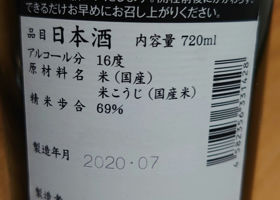 できるだけお早めにお召し上がりください。
品目 日本酒 内容量 720ml
アルコール分 16度
原材料名 米(国産)
米こうじ(国産米)
精米歩合 69%
製造年月 2020・07
4582356331428